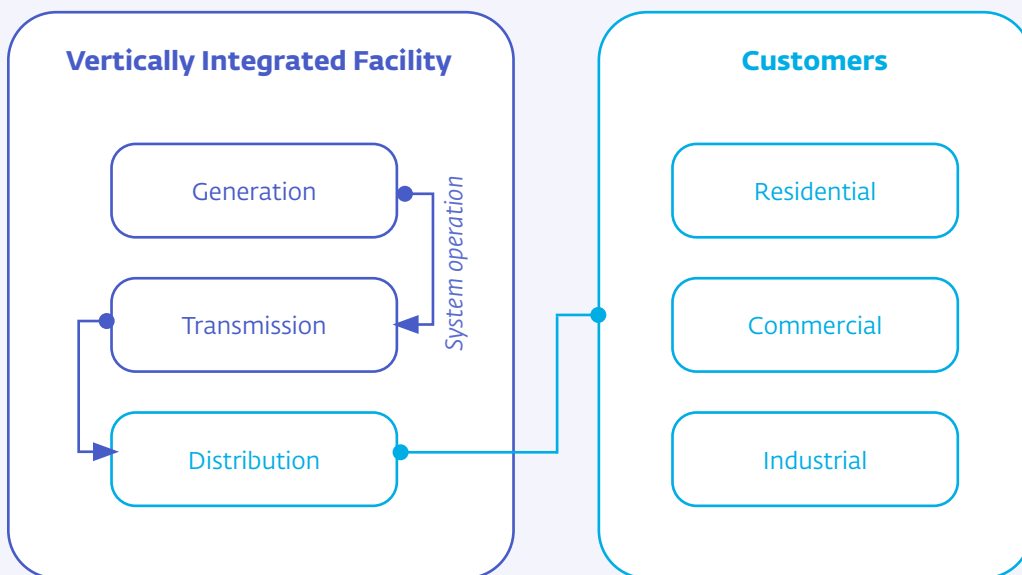 Vertically Integrated Facility
Generation
System operation
Transmission
Distribution
Customers
Residential
Commercial
Industrial